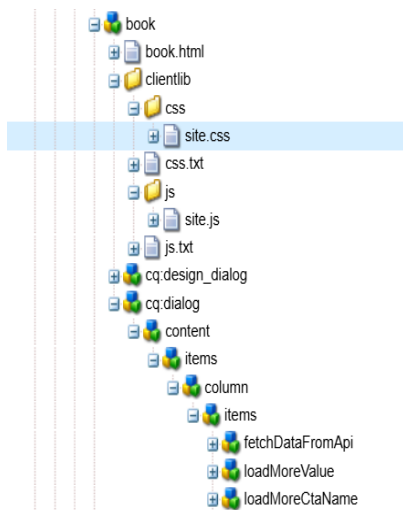 book
book.html
clientlib
css
site.css
css.txt
js
site.js
js.txt
cq:design_dialog
cq:dialog
content
items
column
items
fetchDataFromApi
loadMoreValue
loadMoreCtaName